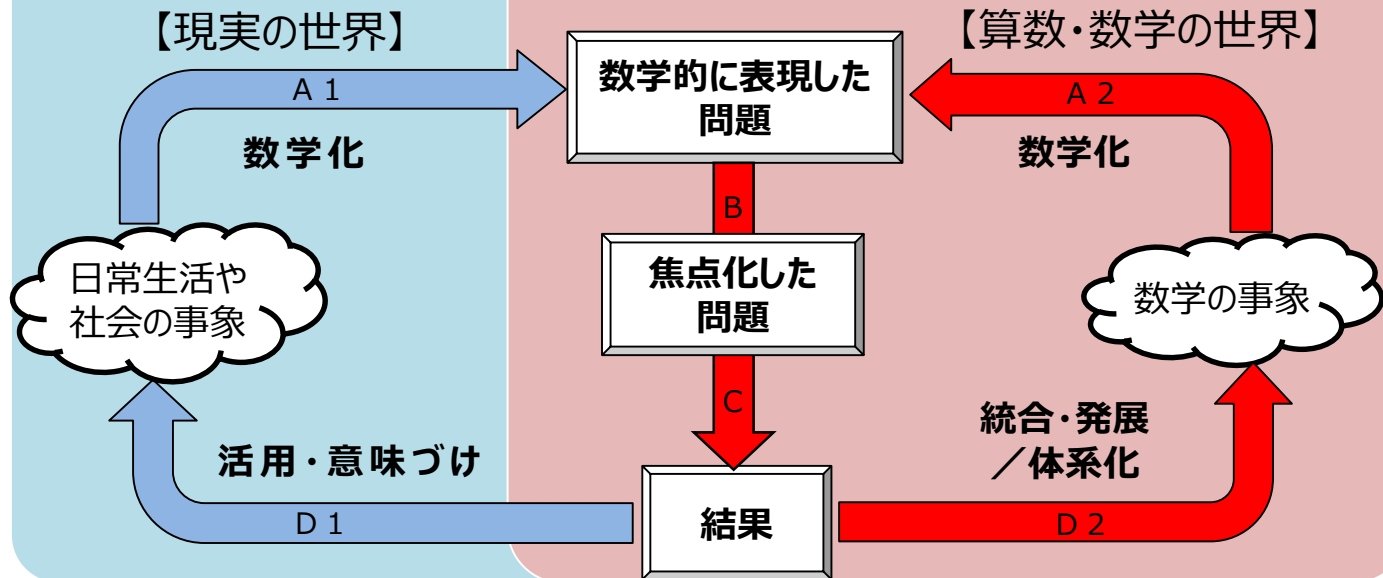 【現実の世界】
【算数・数学の世界】
A 1
数学化
数学的に表現した
問題
A 2
数学化
B
日常生活や
社会の事象
焦点化した
問題
数学の事象
C
活用・意味づけ
D 1
結果
統合・発展
／体系化
D 2